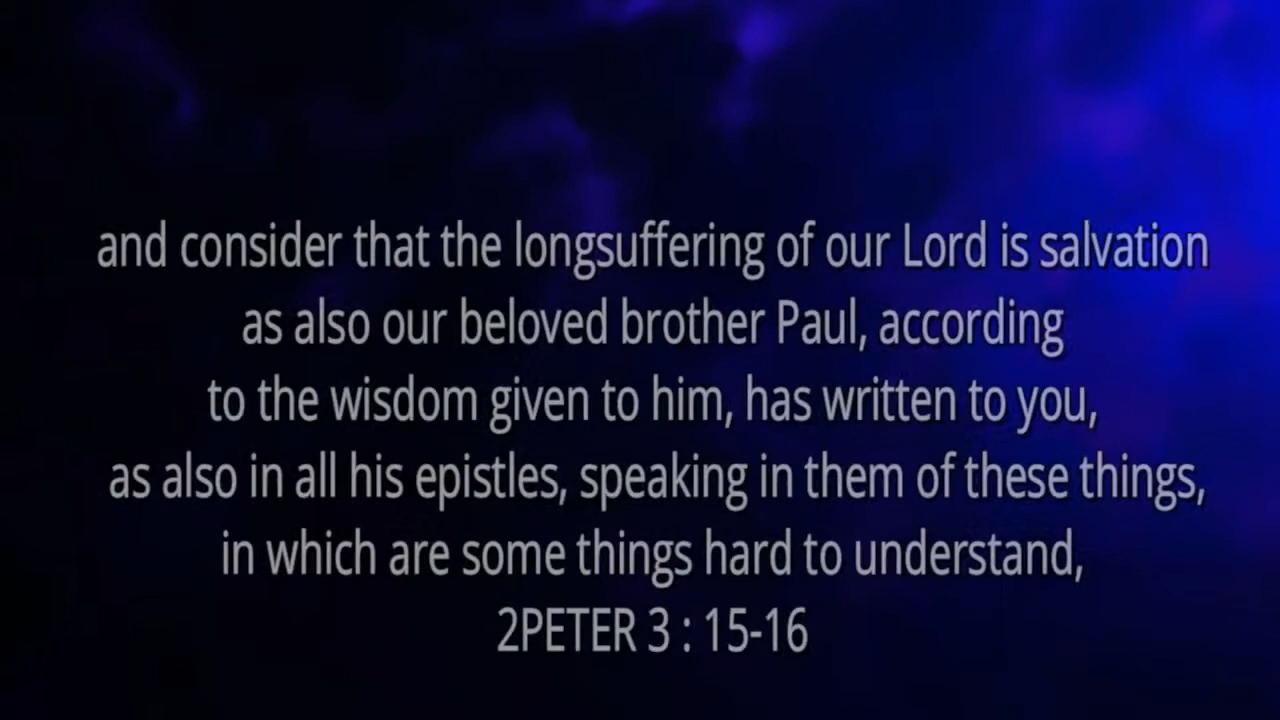 and consider that the longsuffering of our Lord is salvation
as also our beloved brother Paul, according
to the wisdom given to him, has written to you,
as also in all his epistles, speaking in them of these things,
in which are some things hard to understand,
2PETER 3 : 15-16